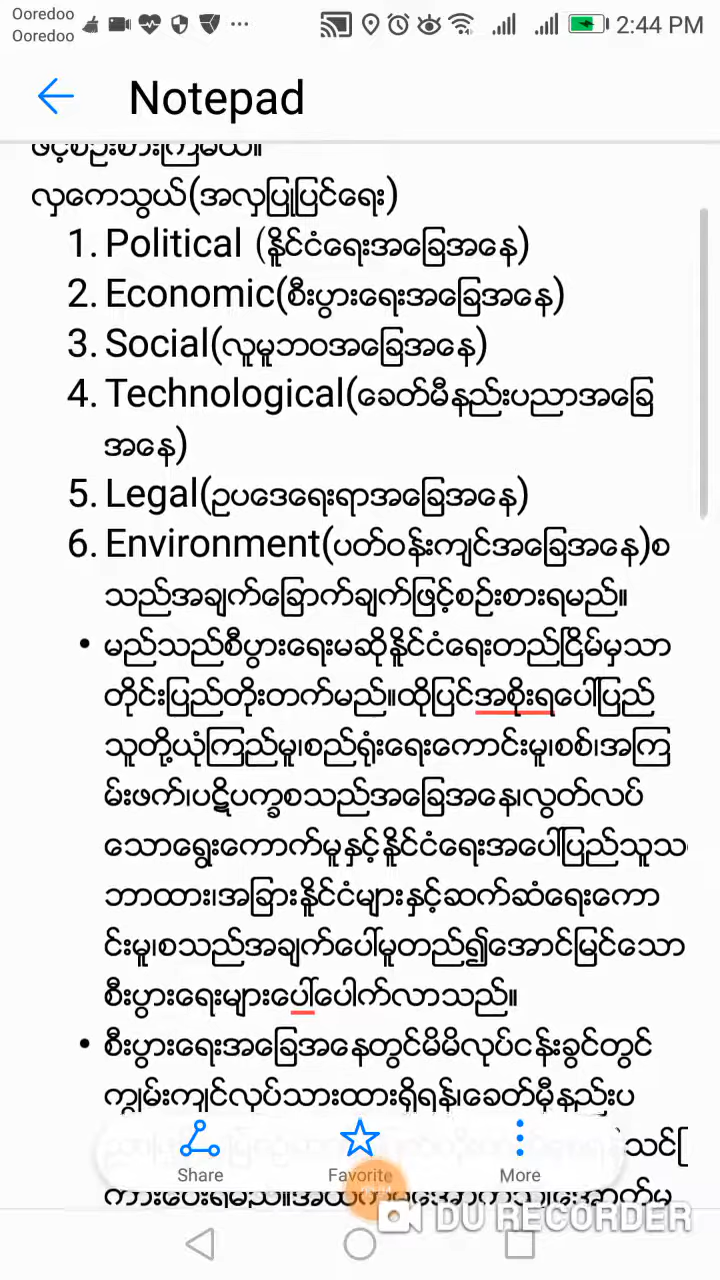 Ooredoo
Ooredoo
2:44 PM
Notepad
ဖင့်စဉ်းစားကြမယ်။
လှကေသွယ်(အလှပြုပြင်ရေး)
1. Political (နိူင်ငံရေးအခြေအနေ)
2. Economic(စီးပွားရေးအခြေအနေ)
3. Social(လူမူဘဝအခြေအနေ)
4. Technological(ခေတ်မီနည်းပညာအခြေ
အနေ)
5. Legal(ဥပဒေရေးရာအခြေအနေ)
6. Environment(ပတ်ဝန်းကျင်အခြေအနေ)စ
သည်အချက်ခြောက်ချက်ဖြင့်စဉ်းစားရမည်။
• မည်သည်စီပွားရေးမဆိုနိူင်ငံရေးတည်ငြိမ်မှသာ
တိုင်းပြည်တိုးတက်မည်။ထိုပြင်အစိုးရပေါ်ပြည်
သူတို့ယုံကြည်မူ၊စည်ရုံးရေးကောင်းမူ၊စစ်၊အကြ
မ်းဖက်၊ပဋိပက္ခစသည်အခြေအနေ၊လွတ်လပ်
သောရွေးကောက်မူနှင့်နိူင်ငံရေးအပေါ်ပြည်သူသ
ဘာထား၊အခြားနိူင်ငံများနှင့်ဆက်ဆံရေးကော
င်းမူ၊စသည်အချက်ပေါ်မူတည်၍အောင်မြင်သော
စီးပွားရေးများပေါ်ပေါက်လာသည်။
• စီးပွားရေးအခြေအနေတွင်မိမိလုပ်ငန်းခွင်တွင်
ကျွမ်းကျင်လုပ်သားထားရှိရန်၊ခေတ်မှီနည်းပ
သင်ပြ
Share
Favorite
More
DU RECORDER